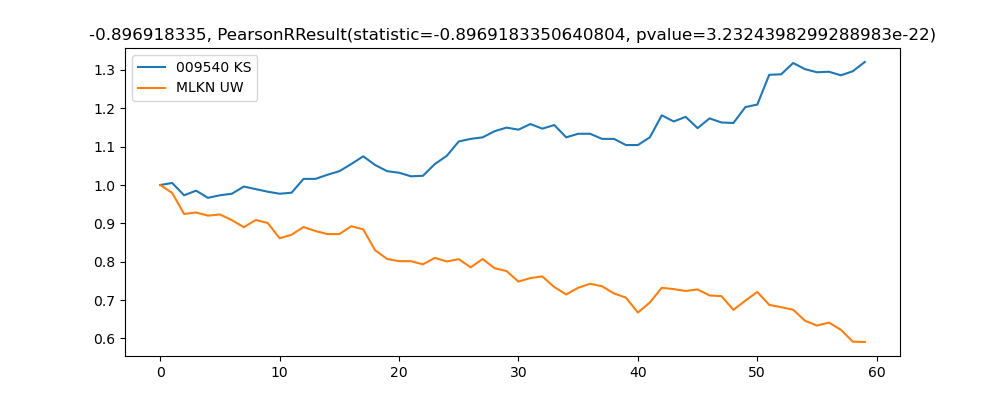 -0.896918335, PearsonRResult(statistic=-0.8969183350640804, pvalue=3.2324398299288983e-22)
009540 KS
MLKN UW
1.3
1.2
1.1
1.0
0.9
0.8
0.7
0.6
0 10 20 30 40 50 60